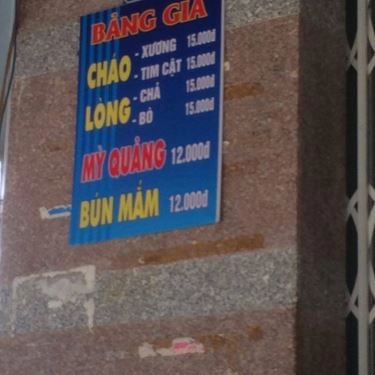 BẢNG GIÁ
CHÁO - XƯƠNG 15.000đ
- TIM CẬT 15.000đ
LÒNG - CHẢ 15.000đ
- BÒ 15.000đ
MỲ QUẢNG 12.000đ
BÚN MẮM 12.000đ